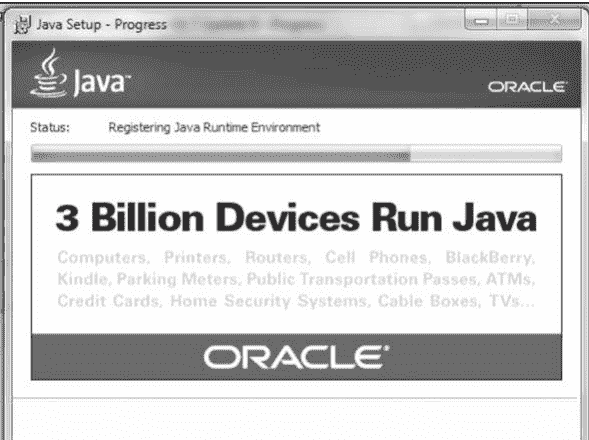 Java Setup - Progress
Java™
ORACLE®
Status: Registering Java Runtime Environment
3 Billion Devices Run Java
Computers, Printers, Routers, Cell Phones, BlackBerry,
Kindle, Parking Meters, Public Transportation Passes, ATMs,
Credit Cards, Home Security Systems, Cable Boxes, TVs...
ORACLE®